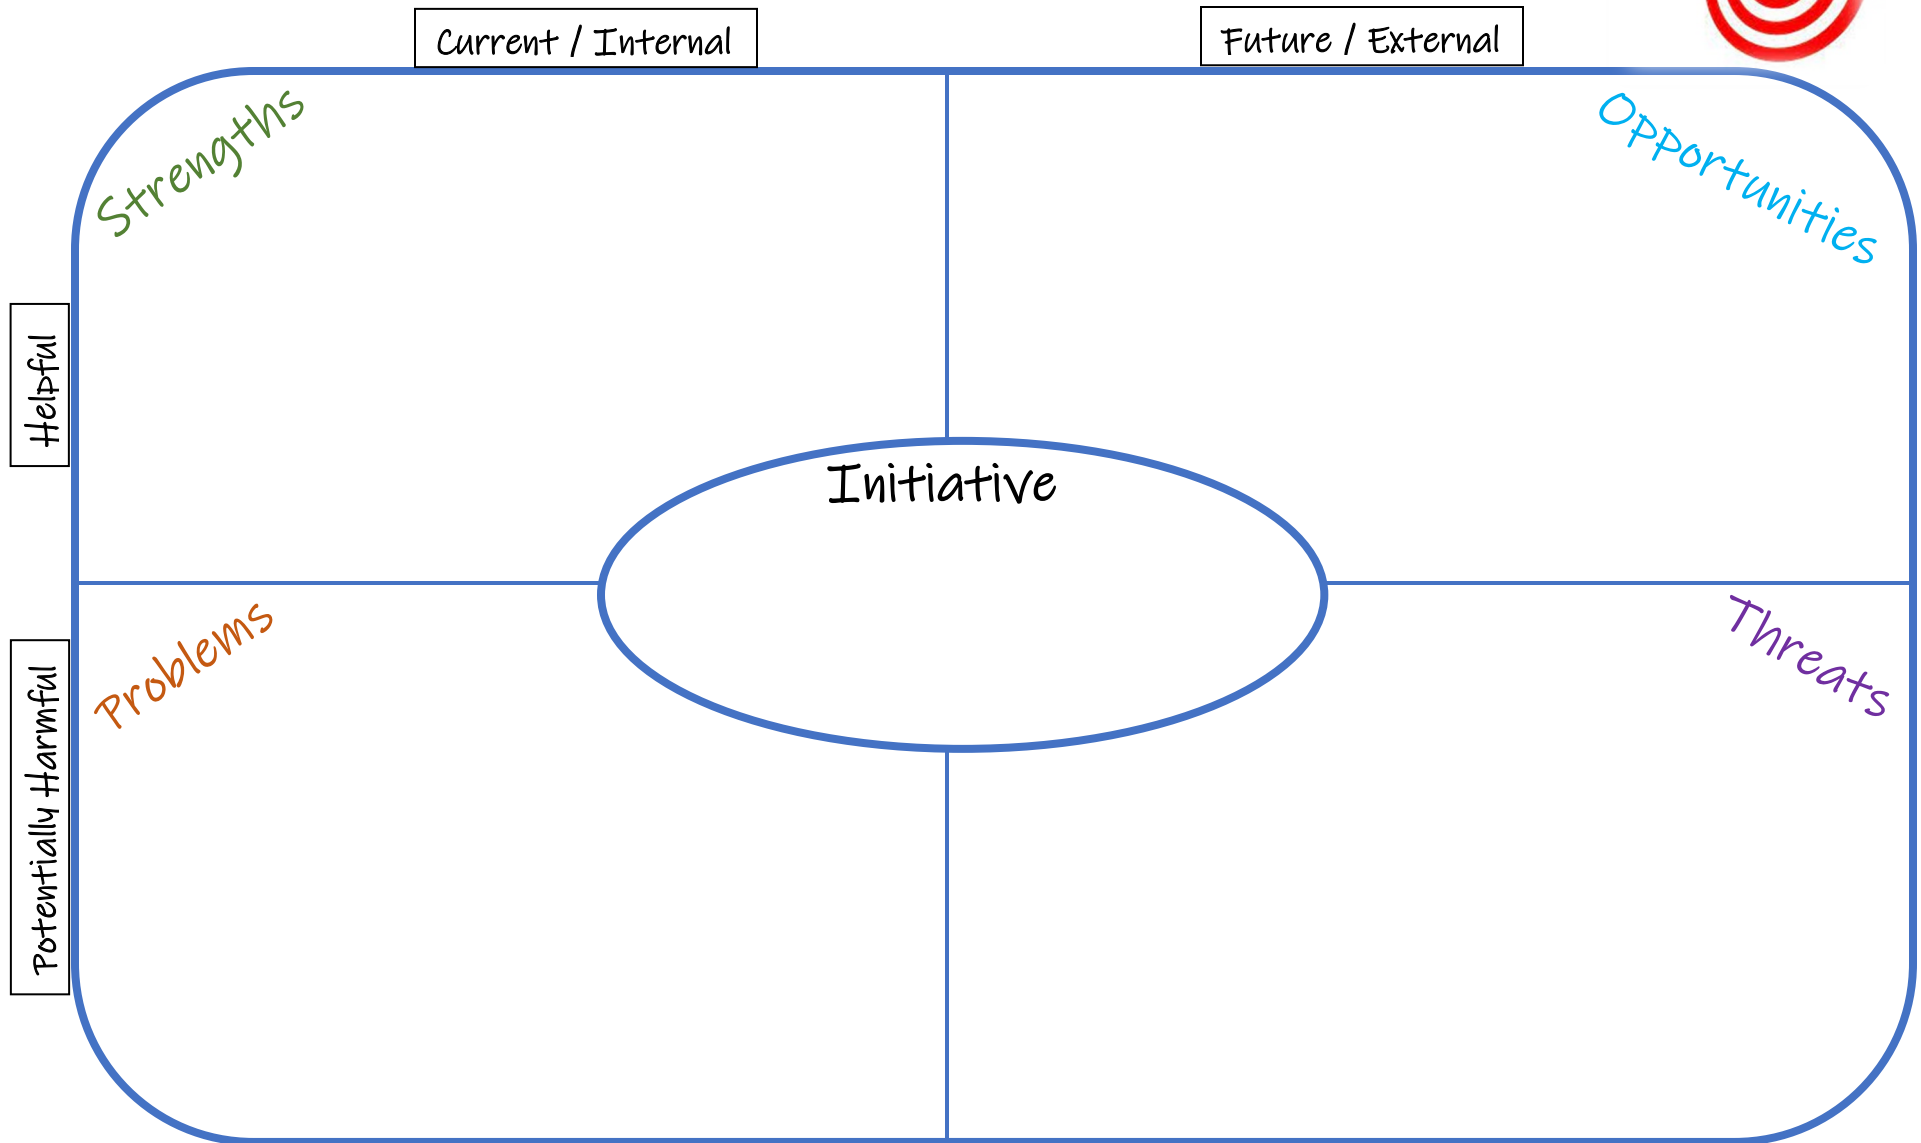 Current / Internal
Future / External
Strengths
Opportunities
Helpful
Initiative
Problems
Threats
Potentially Harmful